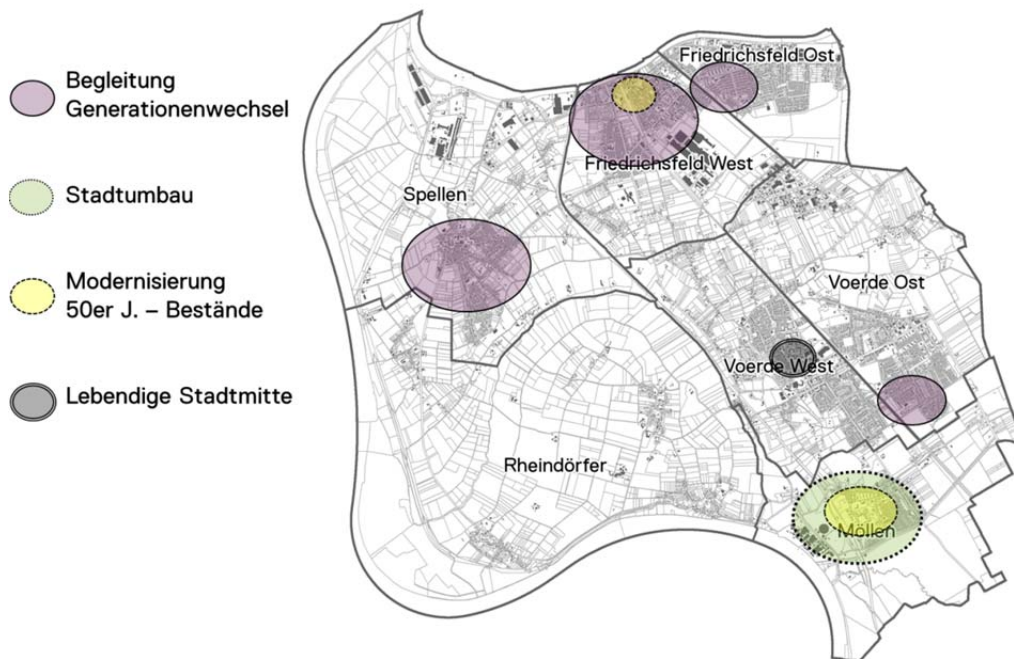 Begleitung
Generationenwechsel
Stadtumbau
Modernisierung
50er J. – Bestände
Lebendige Stadtmitte
Friedrichsfeld Ost
Friedrichsfeld West
Spellen
Voerde Ost
Voerde West
Rheindörfer
Möllen